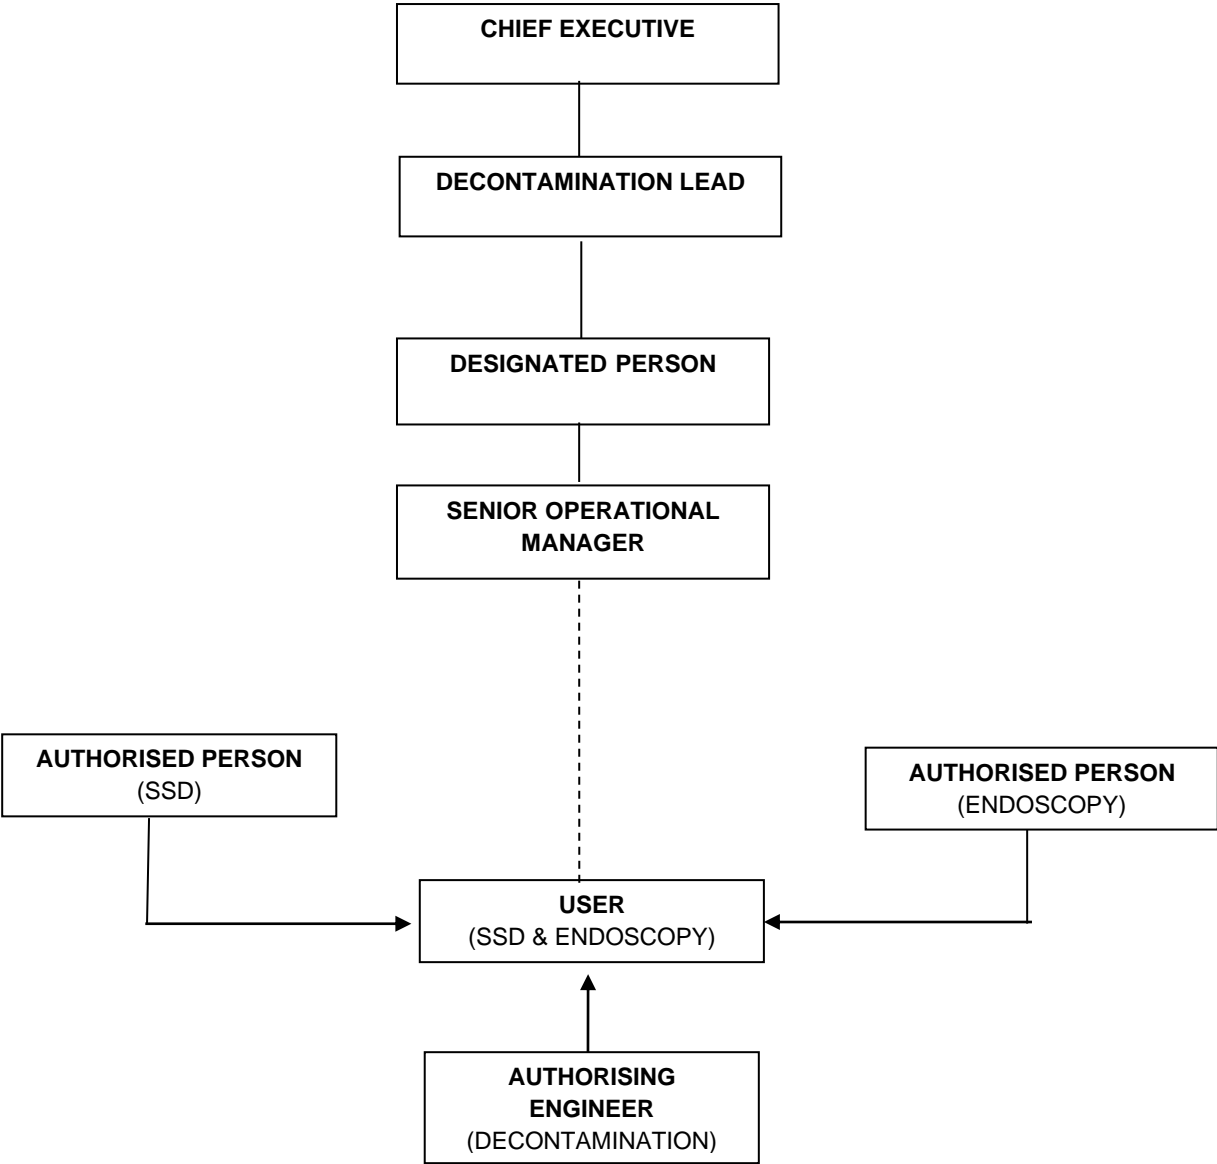 CHIEF EXECUTIVE
DECONTAMINATION LEAD
DESIGNATED PERSON
SENIOR OPERATIONAL
MANAGER
AUTHORISED PERSON
(SSD)
AUTHORISED PERSON
(ENDOSCOPY)
USER
(SSD & ENDOSCOPY)
AUTHORISING
ENGINEER
(DECONTAMINATION)